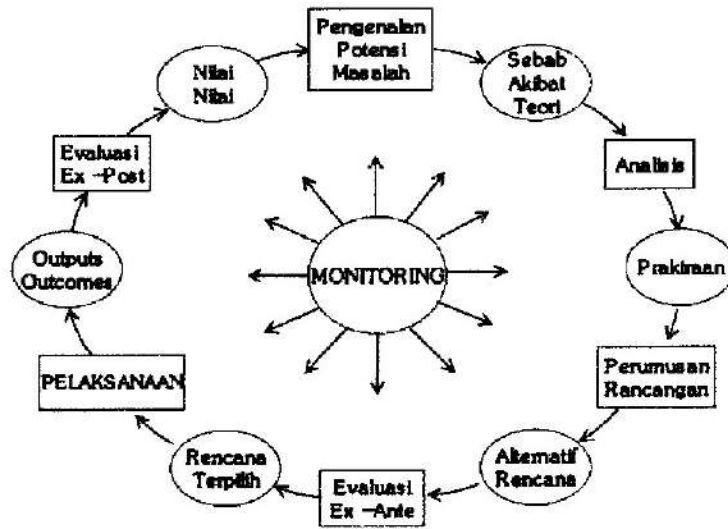 Pengenalan
Potensi
Masalah
Sebab
Akibat
Teori
Analisis
Prakiraan
Perumusan
Rancangan
Alternatif
Rencana
Evaluasi
Ex-Ante
Rencana
Terpilih
PELAKSANAAN
Outputs
Outcomes
Evaluasi
Ex-Post
Nilai
Nilai
MONITORING